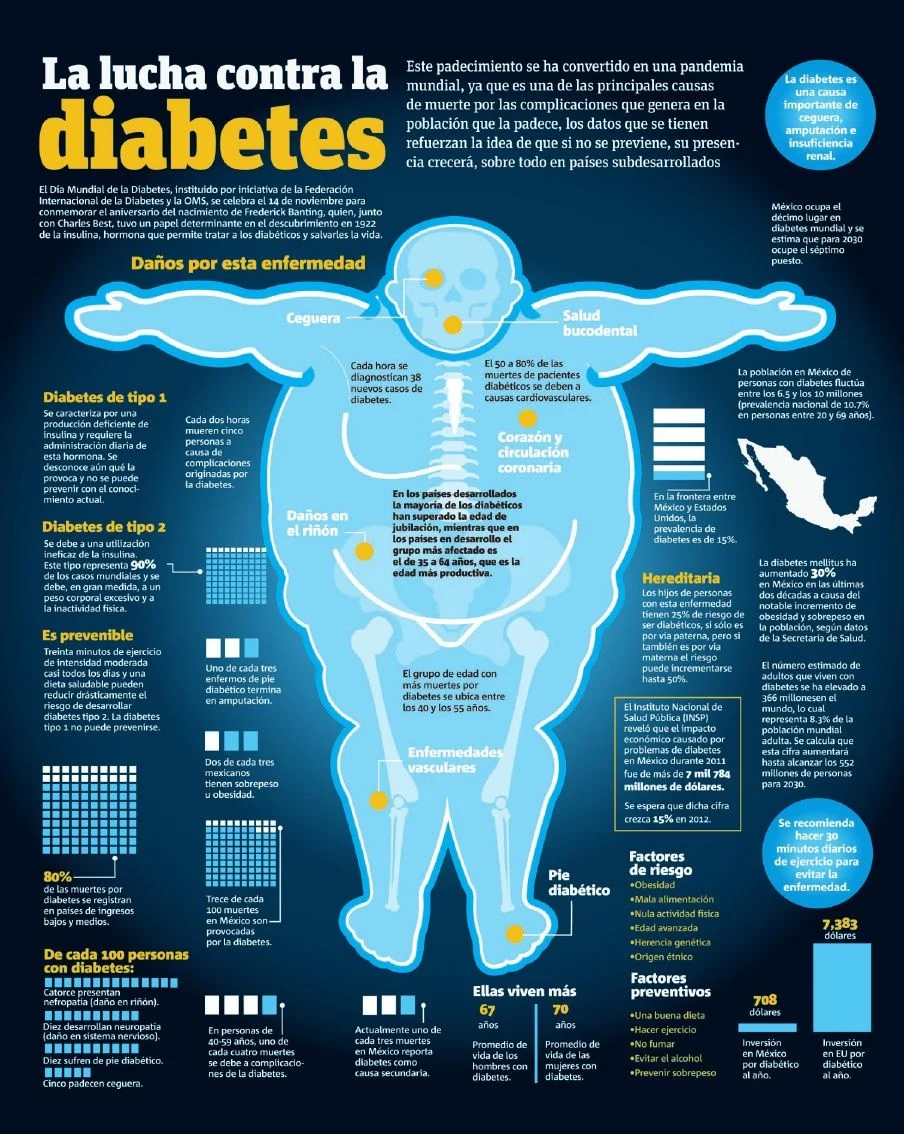 La lucha contra la
diabetes
Este padecimiento se ha convertido en una pandemia
mundial, ya que es una de las principales causas
de muerte por las complicaciones que genera en la
población que la padece, los datos que se tienen
refuerzan la idea de que si no se previene, su presen-
cia crecerá, sobre todo en países subdesarrollados
La diabetes es
una causa
importante de
ceguera,
amputación e
insuficiencia
renal.
El Día Mundial de la Diabetes, instituido por iniciativa de la Federación
Internacional de la Diabetes y la OMS, se celebra el 14 de noviembre para
conmemorar el aniversario del nacimiento de Frederick Banting, quien, junto
con Charles Best, tuvo un papel determinante en el descubrimiento en 1922
de la insulina, hormona que permite tratar a los diabéticos y salvarles la vida.
México ocupa el
décimo lugar en
diabetes mundial y se
estima que para 2030
ocupe el séptimo
puesto.
Daños por esta enfermedad
Ceguera
Salud
bucodental
Cada hora se
diagnostican 38
nuevos casos de
diabetes.
El 50 a 80% de las
muertes de pacientes
diabéticos se deben a
causas cardiovasculares.
Corazón y
circulación
coronaria
La población en México de
personas con diabetes fluctúa
entre los 6.5 y los 10 millones
(prevalencia nacional de 10.7%
en personas entre 20 y 69 años).
Diabetes de tipo 1
Se caracteriza por una
producción deficiente de
insulina y requiere la
administración diaria de
esta hormona. Se
desconoce aún qué la
provoca y no se puede
prevenir con el conoci-
miento actual.
Cada dos horas
mueren cinco
personas a
causa de
complicaciones
originadas por
la diabetes.
En la frontera entre
México y Estados
Unidos, la
prevalencia de
diabetes es de 15%.
Daños en
el riñón
En los países desarrollados
la mayoría de los diabéticos
han superado la edad de
jubilación, mientras que en
los países en desarrollo el
grupo más afectado es
el de 35 a 64 años, que es la
edad más productiva.
Diabetes de tipo 2
Se debe a una utilización
ineficaz de la insulina.
Este tipo representa 90%
de los casos mundiales y se
debe, en gran medida, a un
peso corporal excesivo y a
la inactividad física.
Hereditaria
Los hijos de personas
con esta enfermedad
tienen 25% de riesgo de
ser diabéticos, si sólo es
por vía paterna, pero si
también es por vía
materna el riesgo
puede incrementarse
hasta 50%.
La diabetes mellitus ha
aumentado 30%
en México en las últimas
dos décadas a causa del
notable incremento de
obesidad y sobrepeso en
la población, según datos
de la Secretaría de Salud.
Es prevenible
Treinta minutos de ejercicio
de intensidad moderada
casi todos los días y una
dieta saludable pueden
reducir drásticamente el
riesgo de desarrollar
diabetes tipo 2. La diabetes
tipo 1 no puede prevenirse.
Uno de cada tres
enfermos de pie
diabético termina
en amputación.
El grupo de edad con
más muertes por
diabetes se ubica entre
los 40 y los 55 años.
El número estimado de
adultos que viven con
diabetes se ha elevado a
366 millonesen el
mundo, lo cual
representa 8.3% de la
población mundial
adulta. Se calcula que
esta cifra aumentará
hasta alcanzar los 552
millones de personas
para 2030.
El Instituto Nacional de
Salud Pública (INSP)
reveló que el impacto
económico causado por
problemas de diabetes
en México durante 2011
fue de más de 7 mil 784
millones de dólares.
Se espera que dicha cifra
crezca 15% en 2012.
Dos de cada tres
mexicanos
tienen sobrepeso
u obesidad.
Enfermedades
vasculares
Se recomienda
hacer 30
minutos diarios
de ejercicio para
evitar la
enfermedad.
80%
de las muertes por
diabetes se registran
en países de ingresos
bajos y medios.
Trece de cada
100 muertes
en México son
provocadas
por la diabetes.
Pie
diabético
Factores
de riesgo
•Obesidad
•Mala alimentación
•Nula actividad física
•Edad avanzada
•Herencia genética
•Origen étnico
De cada 100 personas
con diabetes:
Catorce presentan
nefropatía (daño en riñón).
Diez desarrollan neuropatía
(daño en sistema nervioso).
Diez sufren de pie diabético.
Cinco padecen ceguera.
En personas de
40-59 años, uno de
cada cuatro muertes
se debe a complicacio-
nes de la diabetes.
Actualmente uno de
cada tres muertes
en México reporta
diabetes como
causa secundaria.
Ellas viven más
67
años
Promedio de
vida de los
hombres con
diabetes.
70
años
Promedio de
vida de las
mujeres con
diabetes.
Factores
preventivos
•Una buena dieta
•Hacer ejercicio
•No fumar
•Evitar el alcohol
•Prevenir sobrepeso
708
dólares
Inversión
en México
por diabético
al año.
7,383
dólares
Inversión
en EU por
diabético
al año.